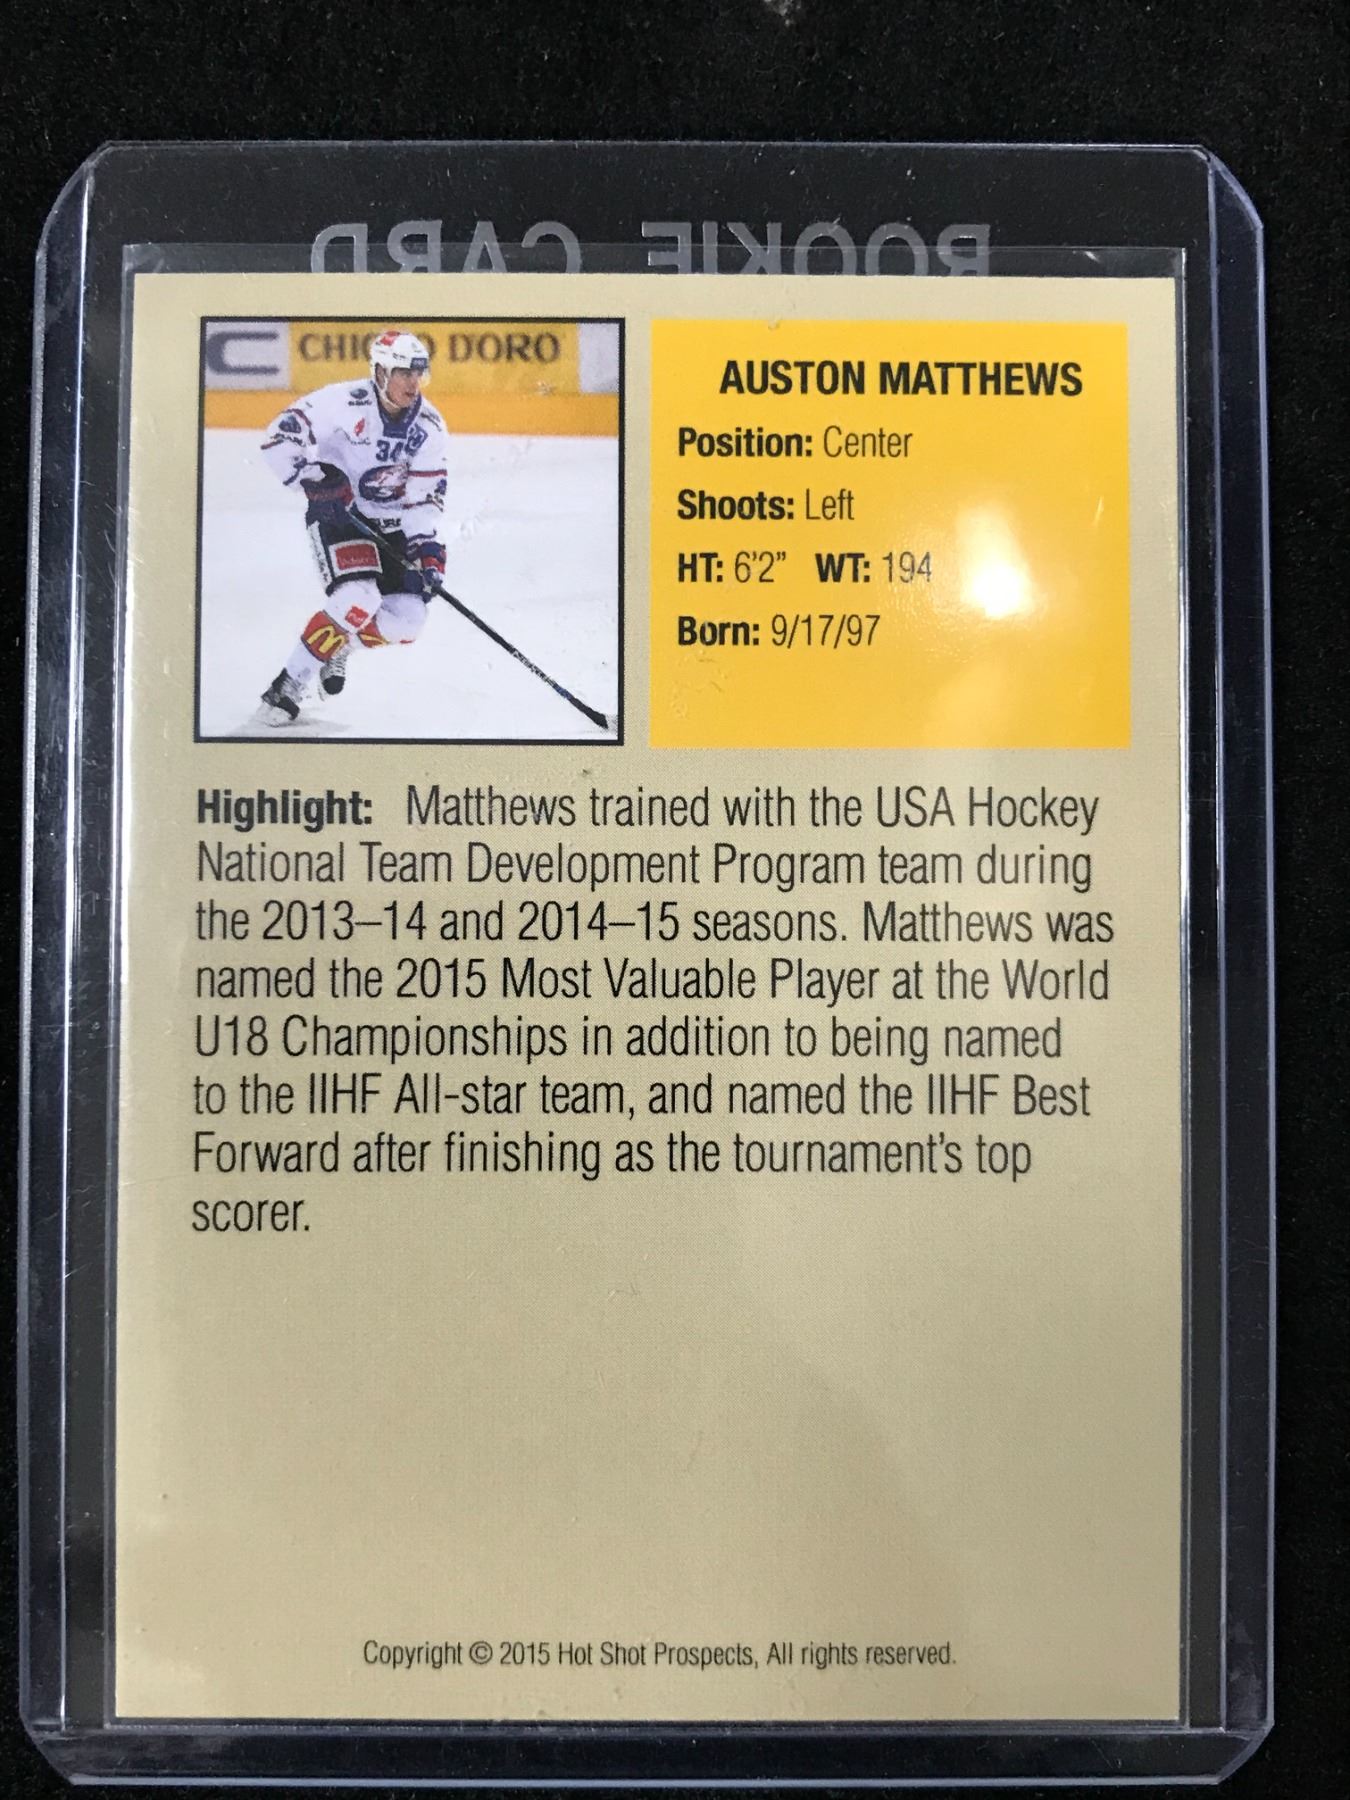 ROOKIE CARD
CHICCO D'ORO
34
AUSTON MATTHEWS
Position: Center
Shoots: Left
HT: 6'2” WT: 194
Born: 9/17/97
Highlight: Matthews trained with the USA Hockey
National Team Development Program team during
the 2013–14 and 2014–15 seasons. Matthews was
named the 2015 Most Valuable Player at the World
U18 Championships in addition to being named
to the IIHF All-star team, and named the IIHF Best
Forward after finishing as the tournament's top
scorer.
Copyright © 2015 Hot Shot Prospects, All rights reserved.